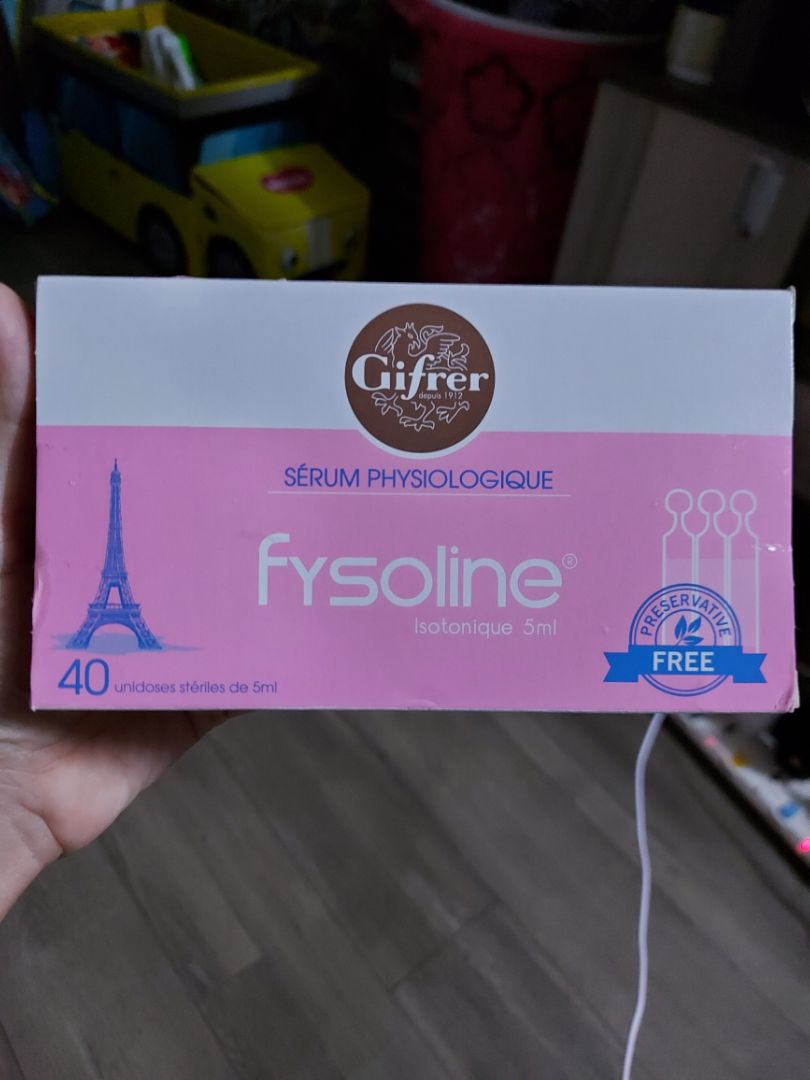 Gifrer
depuis 1912
SÉRUM PHYSIOLOGIQUE
fysoline®
Isotonique 5ml
PRESERVATIVE
FREE
40 unidoses stériles de 5ml